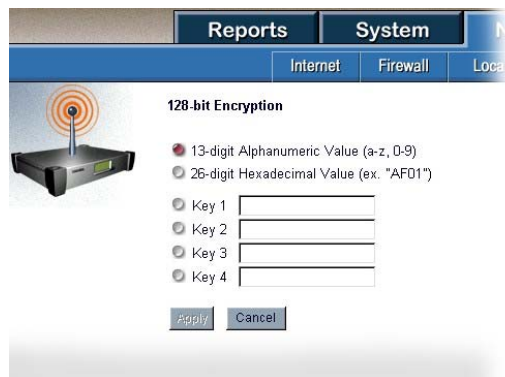 Reports System N
Internet Firewall Loca
128-bit Encryption
13-digit Alphanumeric Value (a-z, 0-9)
26-digit Hexadecimal Value (ex. "AF01")
Key 1
Key 2
Key 3
Key 4
Apply Cancel